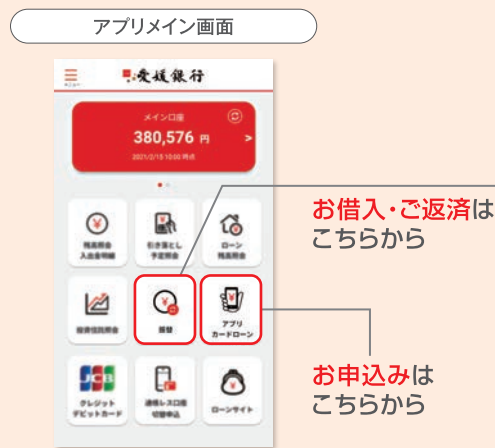 アプリメイン画面
メニュー
愛媛銀行
メイン口座
380,576 円
2021/2/15 10:00 時点
>
お借入・ご返済は
こちらから
残高照会
入出金明細
引き落とし
予定照会
ローン
残高照会
投資信託照会
振替
アプリ
カードローン
お申込みは
こちらから
JCB
クレジット
デビットカード
通帳レス口座
切替申込
ローンサイト